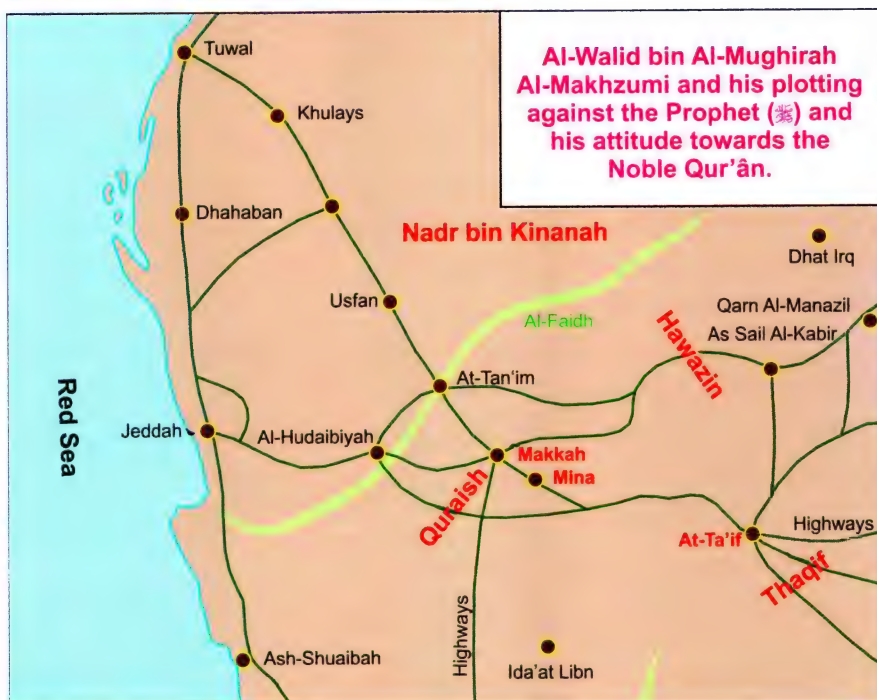 Al-Walid bin Al-Mughirah
Al-Makhzumi and his plotting
against the Prophet (ﷺ) and
his attitude towards the
Noble Qur’ân.
Tuwal
Khulays
Dhahaban
Nadr bin Kinanah
Dhat Irq
Usfan
Al-Faidh
Qarn Al-Manazil
As Sail Al-Kabir
Hawazin
At-Tan’im
Red Sea
Jeddah
Al-Hudaibiyah
Makkah
Mina
Quraish
At-Ta’if
Highways
Thaqif
Highways
Ash-Shuaibah
Ida’at Libn